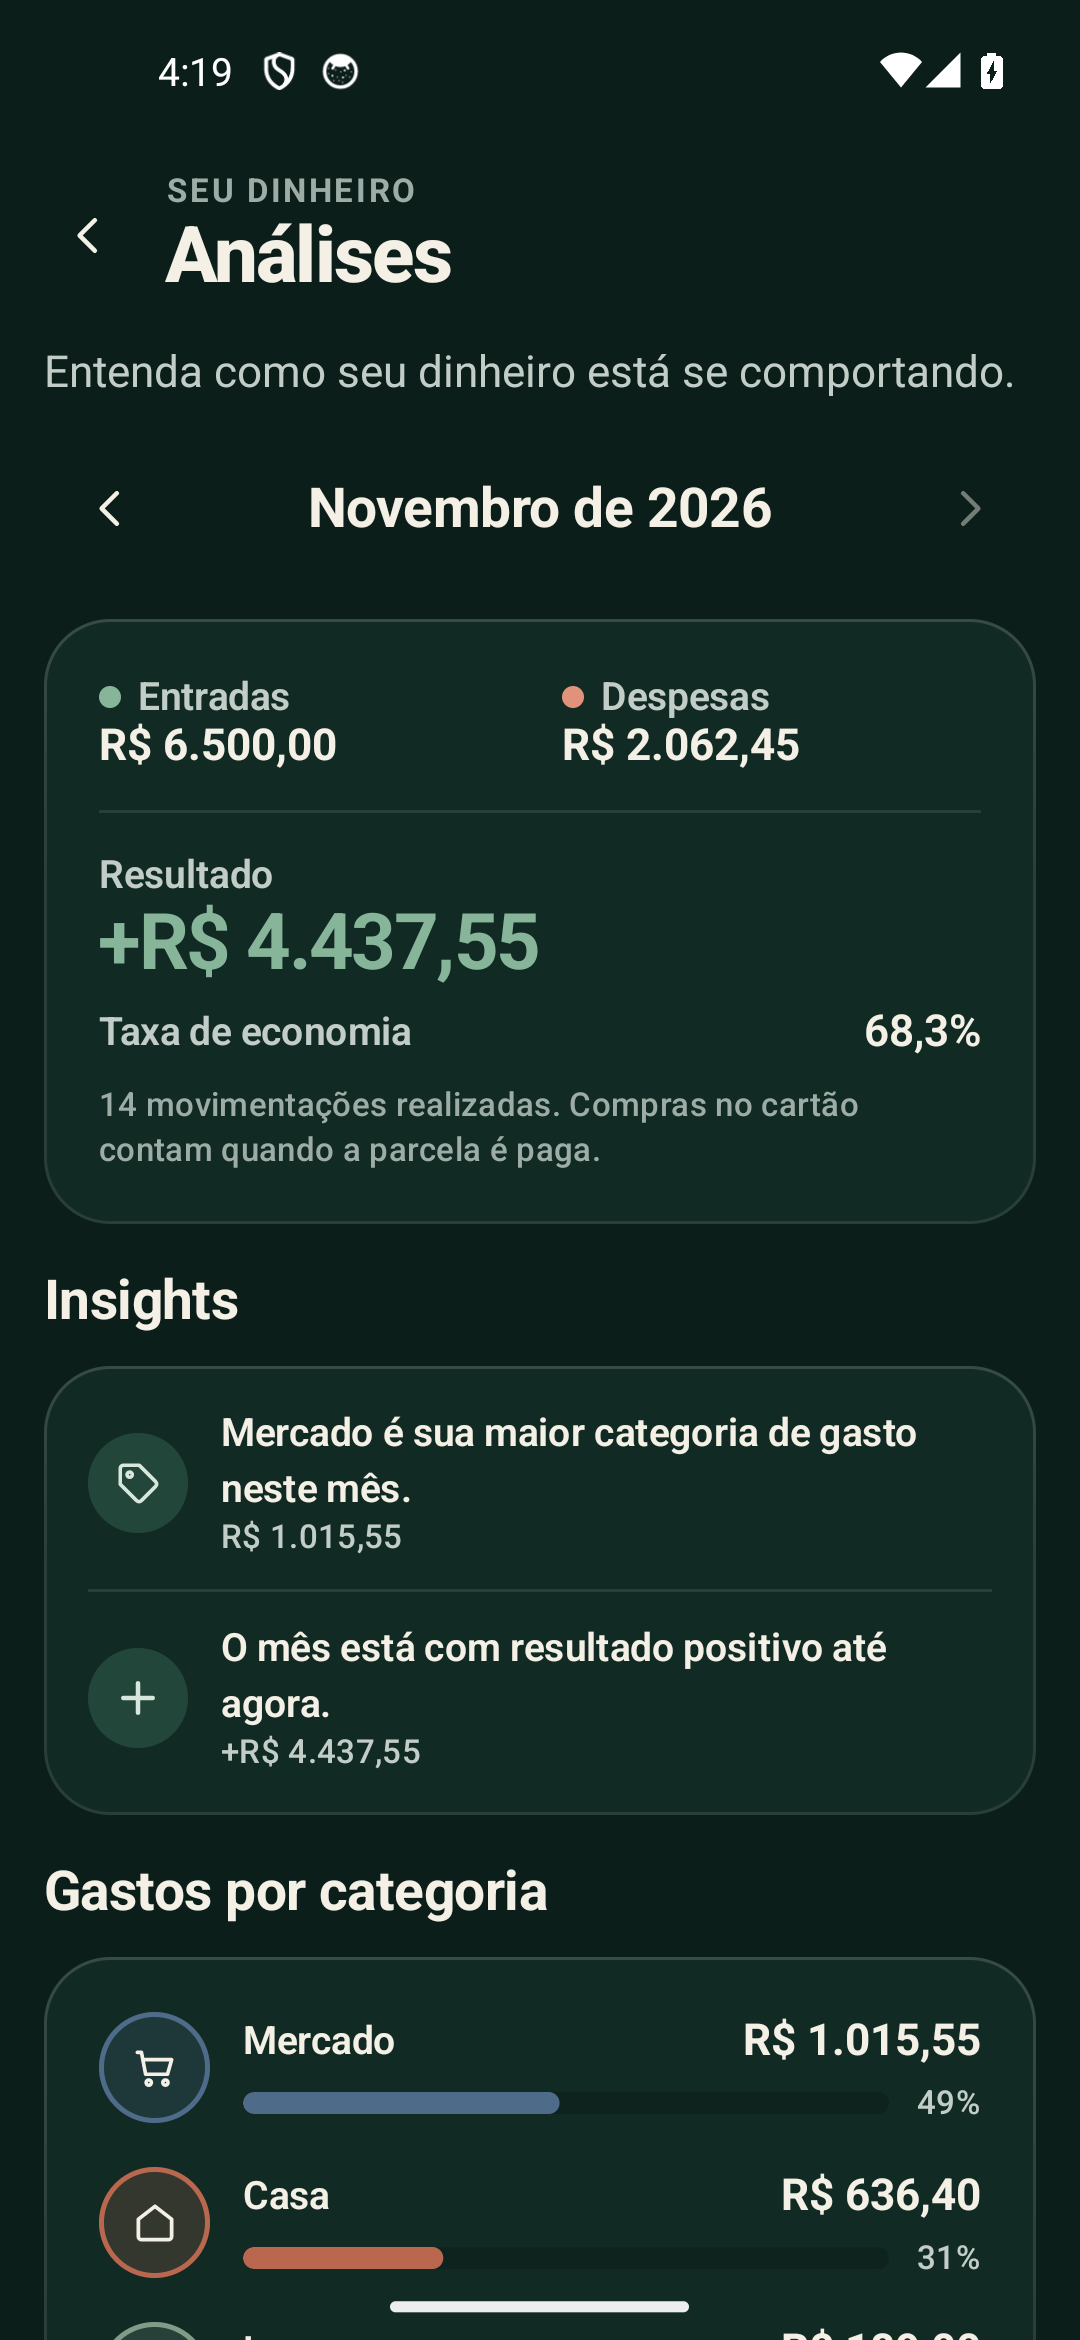 4:19
SEU DINHEIRO
Análises
Entenda como seu dinheiro está se comportando.
Novembro de 2026
Entradas
R$ 6.500,00
Despesas
R$ 2.062,45
Resultado
+R$ 4.437,55
Taxa de economia
68,3%
14 movimentações realizadas. Compras no cartão
contam quando a parcela é paga.
Insights
Mercado é sua maior categoria de gasto
neste mês.
R$ 1.015,55
O mês está com resultado positivo até
agora.
+R$ 4.437,55
Gastos por categoria
Mercado
R$ 1.015,55
49%
Casa
R$ 636,40
31%